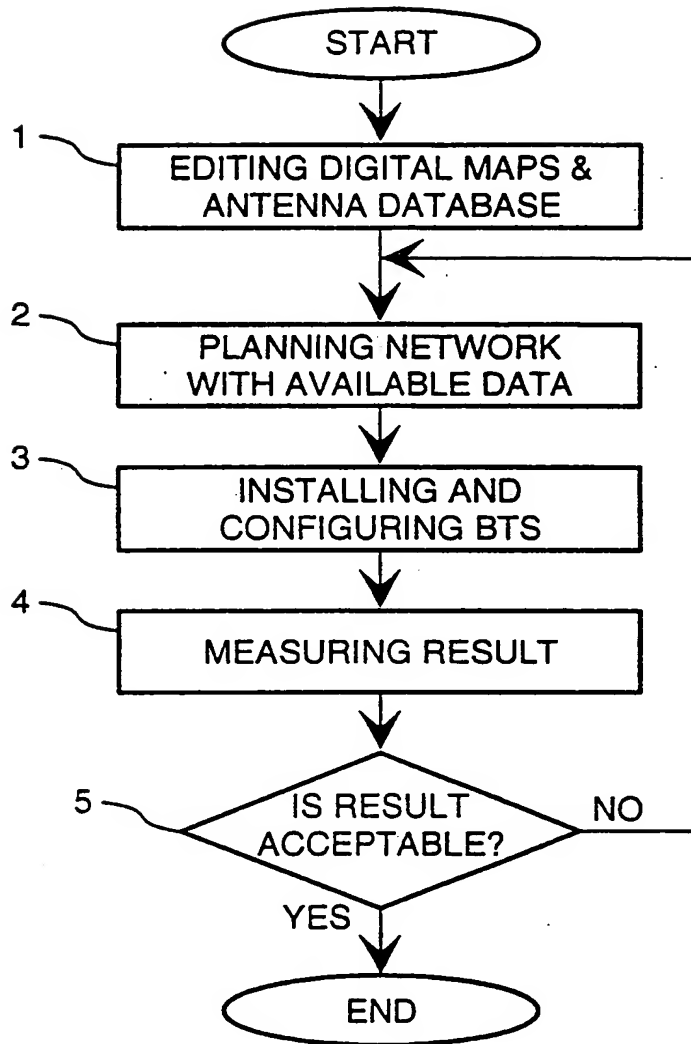 START
1
EDITING DIGITAL MAPS &
ANTENNA DATABASE
2
PLANNING NETWORK
WITH AVAILABLE DATA
3
INSTALLING AND
CONFIGURING BTS
4
MEASURING RESULT
5
IS RESULT
ACCEPTABLE?
NO
YES
END